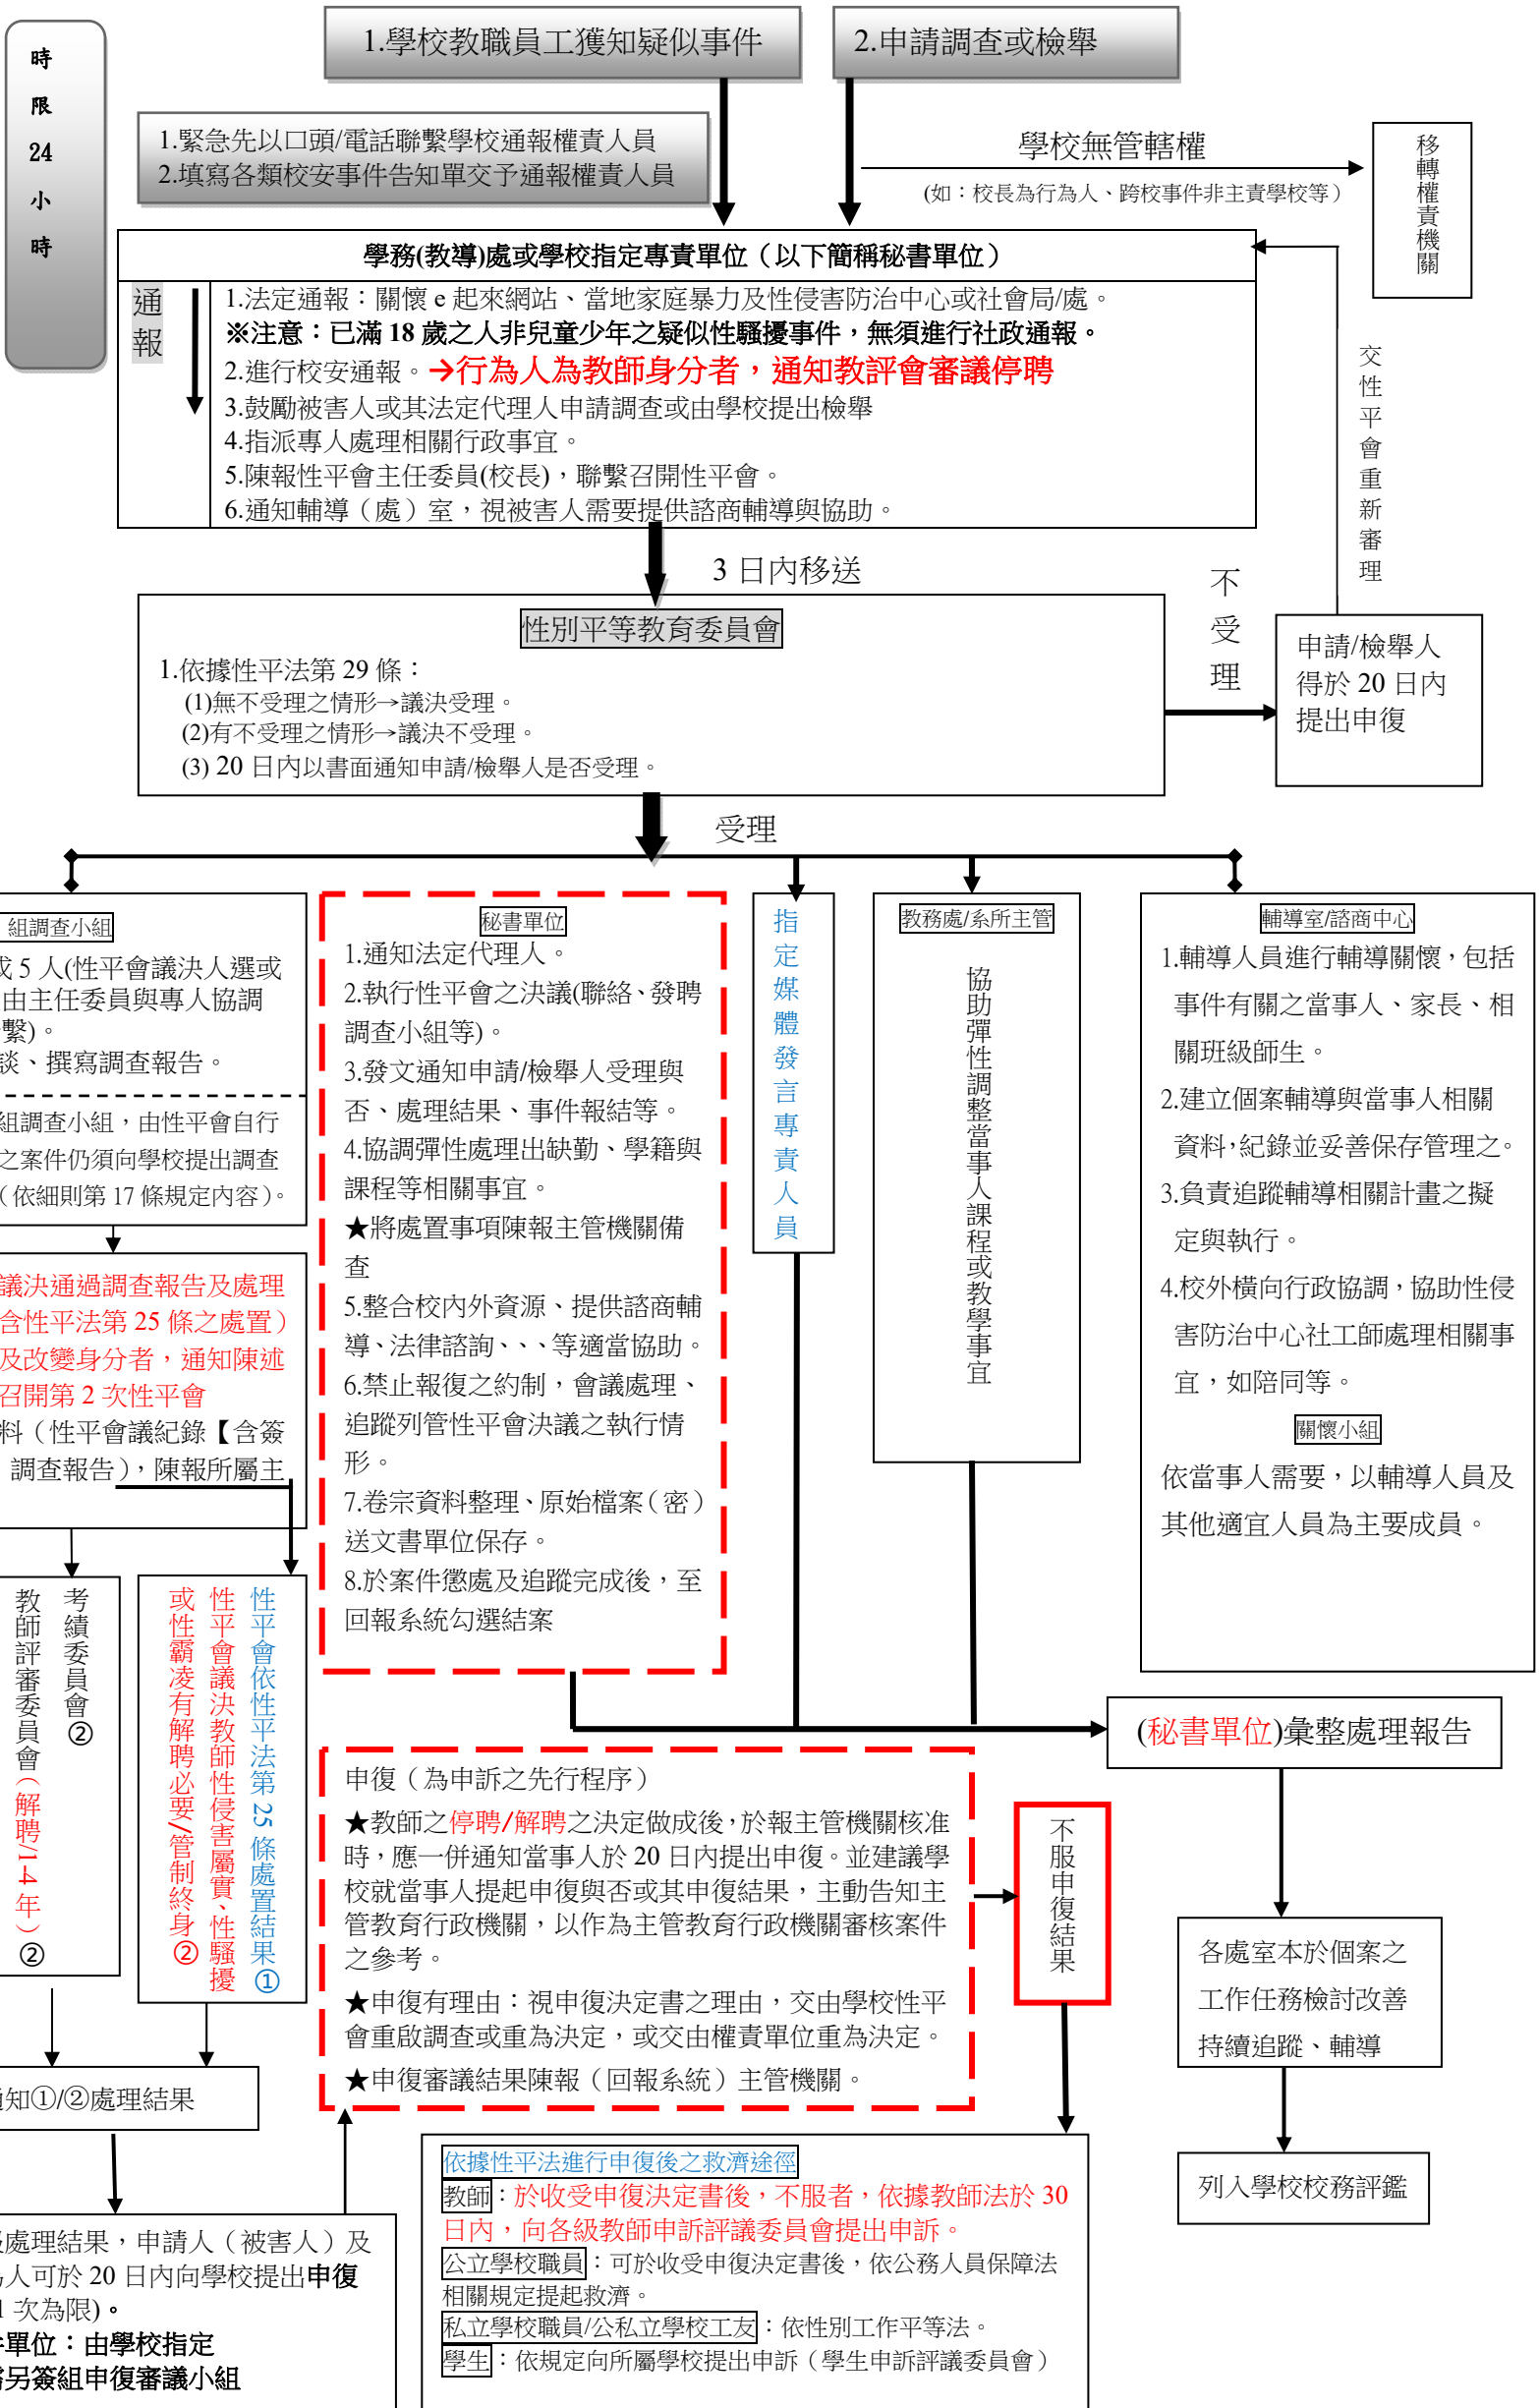 時
限
24
小
時
1.學校教職員工獲知疑似事件
2.申請調查或檢舉
1.緊急先以口頭/電話聯繫學校通報權責人員
2.填寫各類校安事件告知單交予通報權責人員
學校無管轄權
(如：校長為行為人、跨校事件非主責學校等）
移轉權責機關
學務(教導)處或學校指定專責單位（以下簡稱秘書單位）
通報
1.法定通報：關懷 e 起來網站、當地家庭暴力及性侵害防治中心或社會局/處。
※注意：已滿 18 歲之人非兒童少年之疑似性騷擾事件，無須進行社政通報。
2.進行校安通報。→行為人為教師身分者，通知教評會審議停聘
3.鼓勵被害人或其法定代理人申請調查或由學校提出檢舉
4.指派專人處理相關行政事宜。
5.陳報性平會主任委員(校長)，聯繫召開性平會。
6.通知輔導（處）室，視被害人需要提供諮商輔導與協助。
交性平會重新審理
3 日內移送
不受理
性別平等教育委員會
1.依據性平法第 29 條：
(1)無不受理之情形→議決受理。
(2)有不受理之情形→議決不受理。
(3) 20 日內以書面通知申請/檢舉人是否受理。
申請/檢舉人
得於 20 日內
提出申復
受理
組調查小組
或 5 人(性平會議決人選或
由主任委員與專人協調
繫)。
談、撰寫調查報告。
組調查小組，由性平會自行
之案件仍須向學校提出調查
（依細則第 17 條規定內容）。
議決通過調查報告及處理
含性平法第 25 條之處置）
及改變身分者，通知陳述
召開第 2 次性平會
料（性平會議紀錄【含簽
調查報告），陳報所屬主
考績委員會②
教師評審委員會（解聘/1-4 年）②
性平會依性平法第 25 條處置結果①
性平會議決教師性侵害屬實、性騷擾
或性霸凌有解聘必要/管制終身②
通知①/②處理結果
處理結果，申請人（被害人）及
為人可於 20 日內向學校提出申復
1 次為限)。
單位：由學校指定
另簽組申復審議小組
秘書單位
1.通知法定代理人。
2.執行性平會之決議(聯絡、發聘
調查小組等)。
3.發文通知申請/檢舉人受理與
否、處理結果、事件報結等。
4.協調彈性處理出缺勤、學籍與
課程等相關事宜。
★將處置事項陳報主管機關備
查
5.整合校內外資源、提供諮商輔
導、法律諮詢、、、等適當協助。
6.禁止報復之約制，會議處理、
追蹤列管性平會決議之執行情
形。
7.卷宗資料整理、原始檔案（密）
送文書單位保存。
8.於案件懲處及追蹤完成後，至
回報系統勾選結案
指定媒體發言專責人員
教務處/系所主管
協助彈性調整當事人課程或教學事宜
輔導室/諮商中心
1.輔導人員進行輔導關懷，包括
事件有關之當事人、家長、相
關班級師生。
2.建立個案輔導與當事人相關
資料，紀錄並妥善保存管理之。
3.負責追蹤輔導相關計畫之擬
定與執行。
4.校外橫向行政協調，協助性侵
害防治中心社工師處理相關事
宜，如陪同等。
關懷小組
依當事人需要，以輔導人員及
其他適宜人員為主要成員。
(秘書單位)彙整處理報告
申復（為申訴之先行程序）
★教師之停聘/解聘之決定做成後，於報主管機關核准
時，應一併通知當事人於 20 日內提出申復。並建議學
校就當事人提起申復與否或其申復結果，主動告知主
管教育行政機關，以作為主管教育行政機關審核案件
之參考。
★申復有理由：視申復決定書之理由，交由學校性平
會重啟調查或重為決定，或交由權責單位重為決定。
★申復審議結果陳報（回報系統）主管機關。
不服申復結果
各處室本於個案之
工作任務檢討改善
持續追蹤、輔導
列入學校校務評鑑
依據性平法進行申復後之救濟途徑
教師：於收受申復決定書後，不服者，依據教師法於 30
日內，向各級教師申訴評議委員會提出申訴。
公立學校職員：可於收受申復決定書後，依公務人員保障法
相關規定提起救濟。
私立學校職員/公私立學校工友：依性別工作平等法。
學生：依規定向所屬學校提出申訴（學生申訴評議委員會）